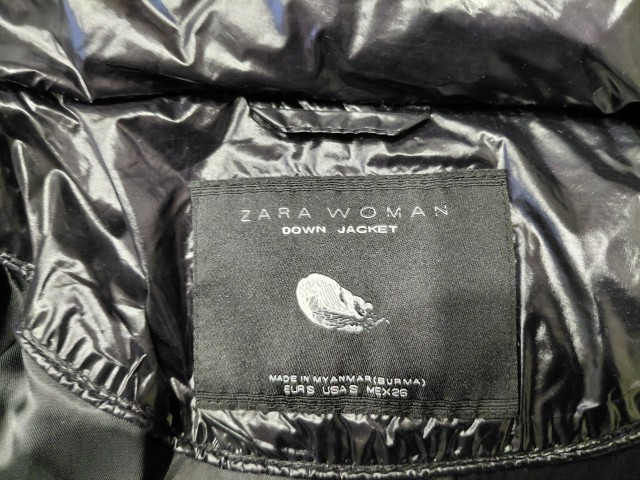 ZARA WOMAN
DOWN JACKET
MADE IN MYANMAR (BURMA)
EUR S USA S MEX 26